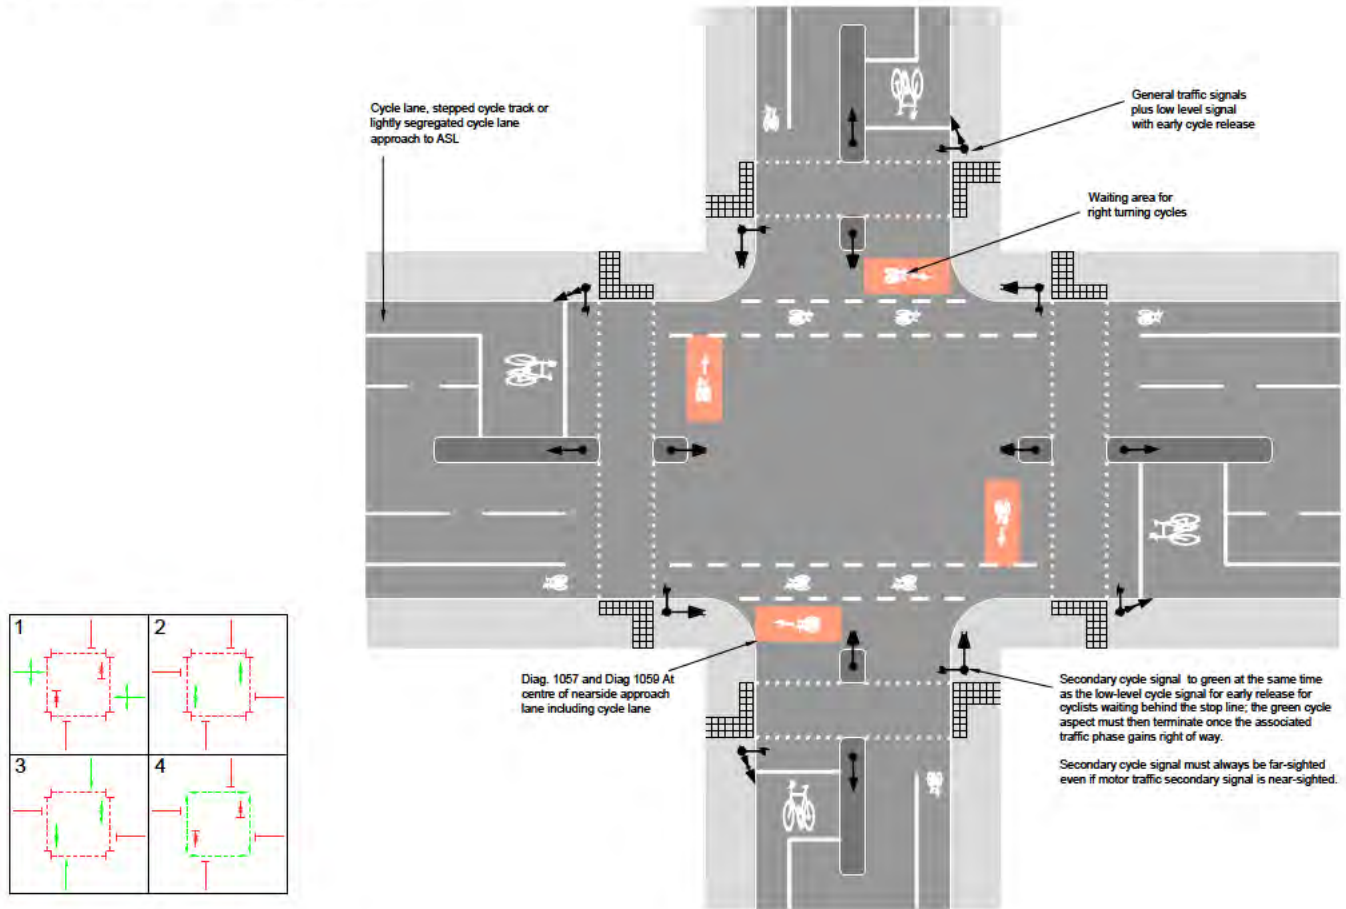 Cycle lane, stepped cycle track or
lightly segregated cycle lane
approach to ASL
General traffic signals
plus low level signal
with early cycle release
Waiting area for
right turning cycles
Diag. 1057 and Diag 1059 At
centre of nearside approach
lane including cycle lane
Secondary cycle signal to green at the same time
as the low-level cycle signal for early release for
cyclists waiting behind the stop line; the green cycle
aspect must then terminate once the associated
traffic phase gains right of way.
Secondary cycle signal must always be far-sighted
even if motor traffic secondary signal is near-sighted.
1
2
3
4